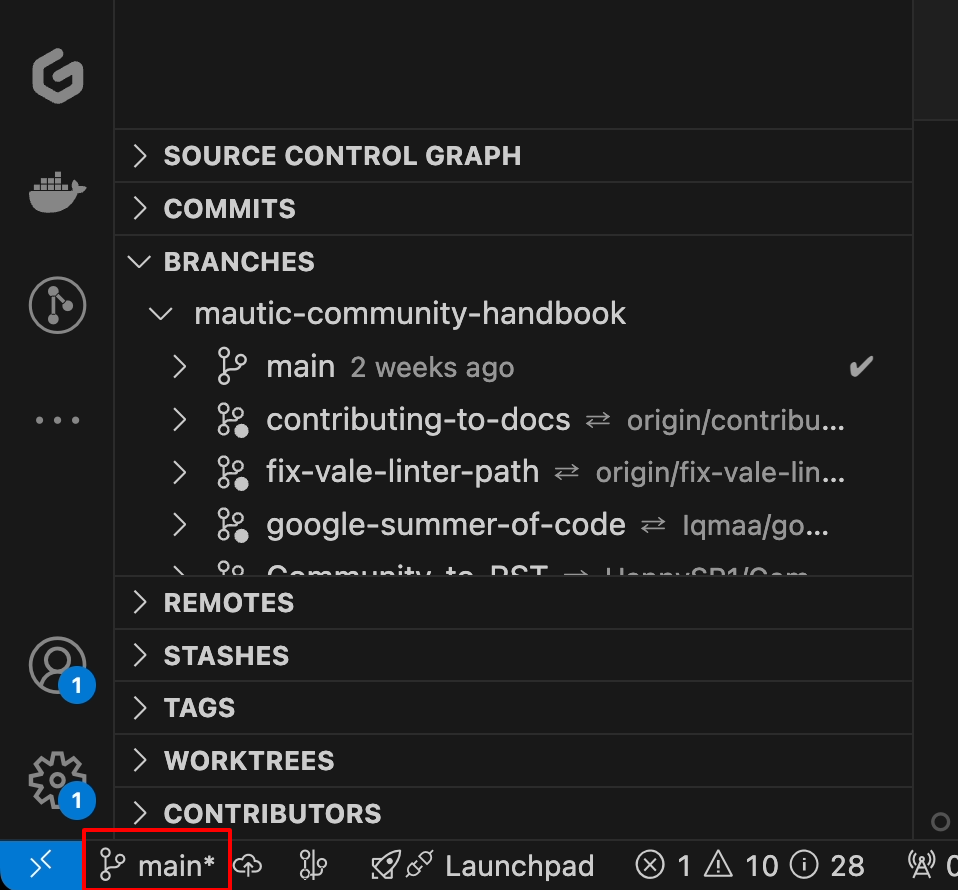 SOURCE CONTROL GRAPH
COMMITS
BRANCHES
mautic-community-handbook
main 2 weeks ago
contributing-to-docs origin/contribu...
fix-vale-linter-path origin/fix-vale-lin...
google-summer-of-code Iqmaa/go...
Community_to_RST
REMOTES
STASHES
1
TAGS
WORKTREES
1
CONTRIBUTORS
main* Launchpad 1 10 28 0